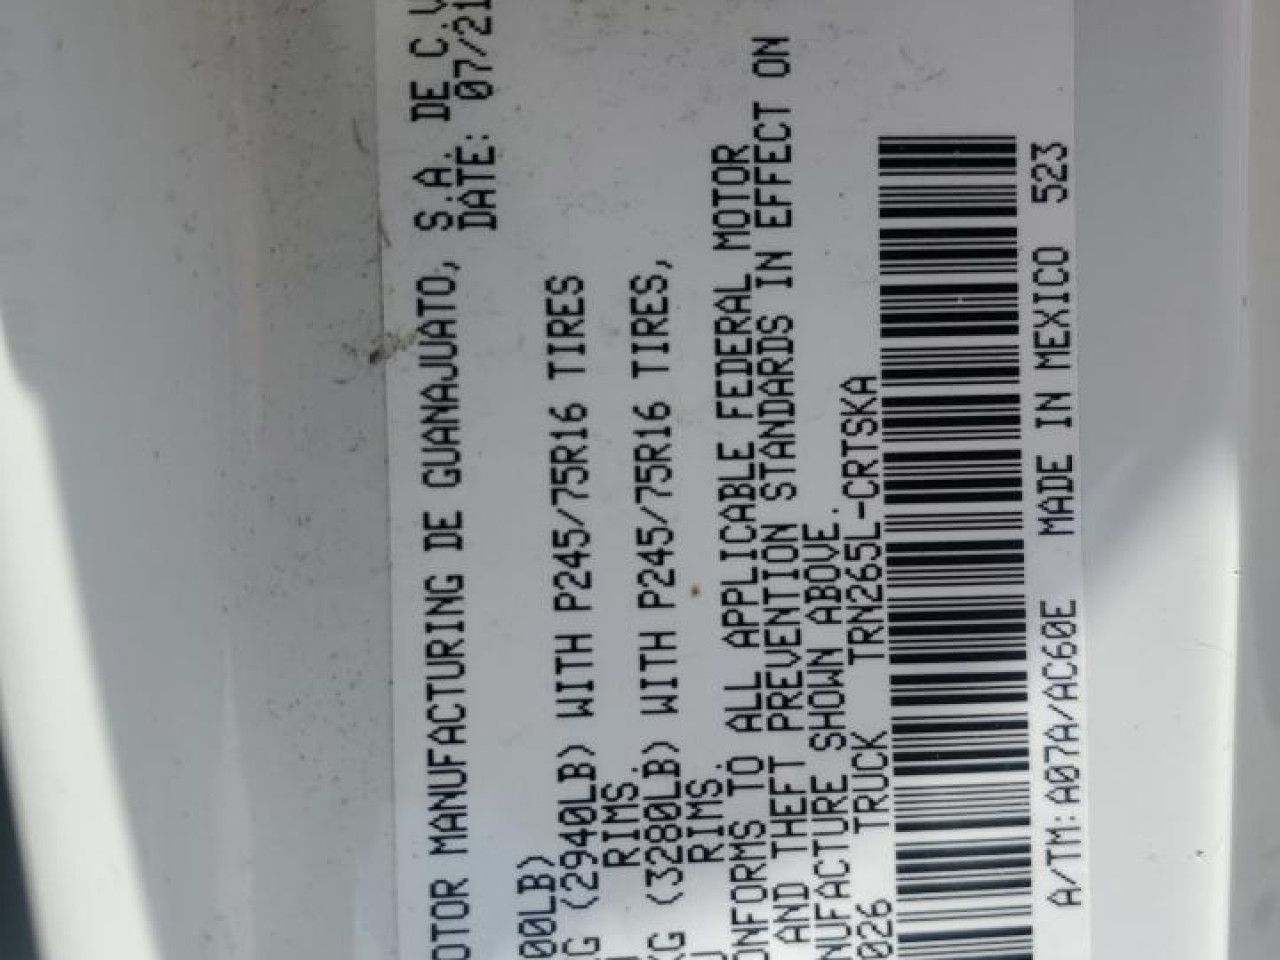 OTOR MANUFACTURING DE GUANAJUATO, S.A. DE C.V
DATE: 07/21
00LB)
G (2940LB) WITH P245/75R16 TIRES
RIMS.
KG (3280LB) WITH P245/75R16 TIRES,
RIMS.
ONFORMS TO ALL APPLICABLE FEDERAL MOTOR
AND THEFT PREVENTION STANDARDS IN EFFECT ON
NUFACTURE SHOWN ABOVE.
026 TRUCK TRN265L-CRTSKA
A/TM:A07A/AC60E MADE IN MEXICO 523